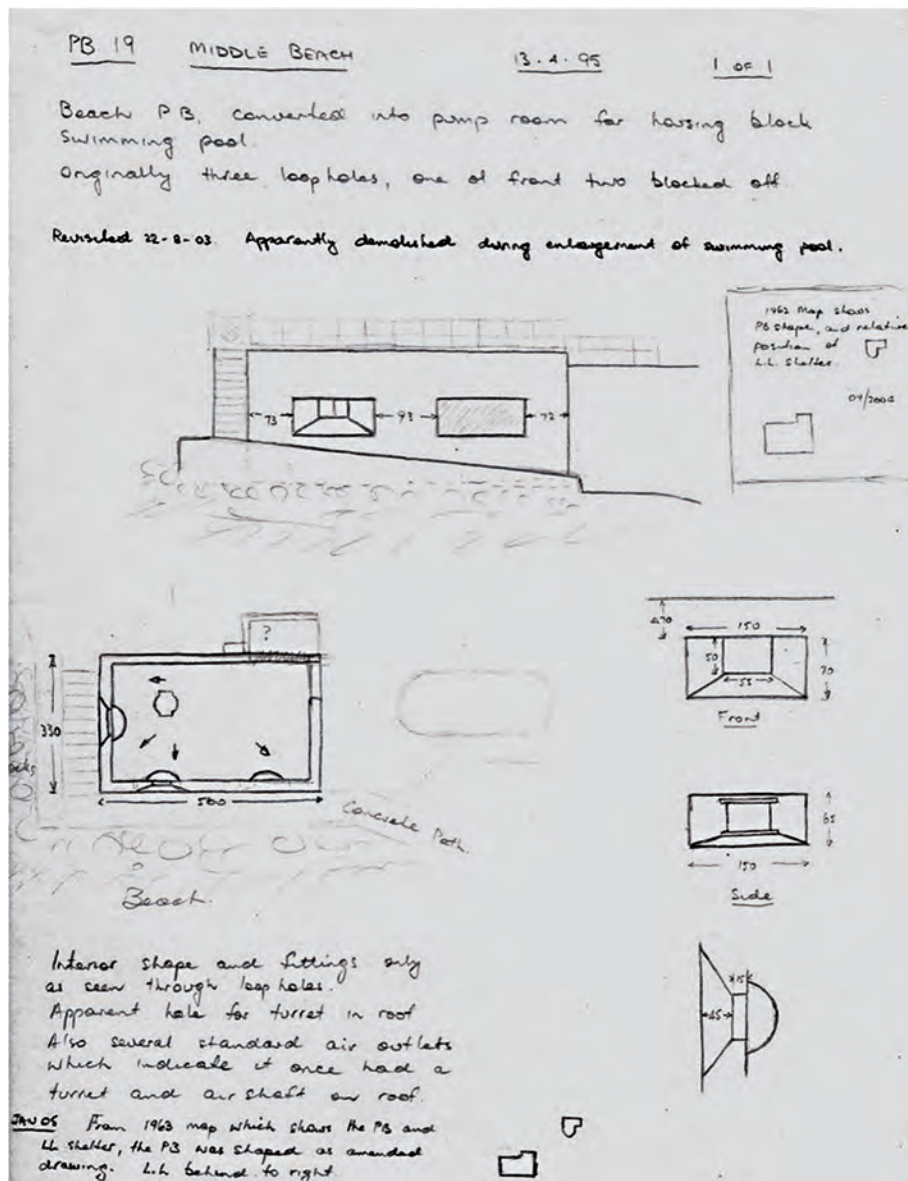 PB 19 MIDDLE BEACH 13.4.95 1 OF 1
Beach PB, converted into pump room for housing block
swimming pool.
Originally three loopholes, one of front two blocked off.
Revisited 22-8-03. Apparently demolished during enlargement of swimming pool.
1962 Map shows
PB shape, and relative
position of
L.L. Shelter.
04/2004
73
93
72
?
330
500
Concrete Path
Beach.
150
50
55
70
Front
65
150
Side
15
45
Interior shape and fittings only
as seen through loopholes.
Apparent hole for turret in roof
Also several standard air outlets
which indicate it once had a
turret and air shaft on roof.
JAN 05 From 1963 map which shows the PB and
LL shelter, the PB was shaped as amended
drawing. L.L behind to right.